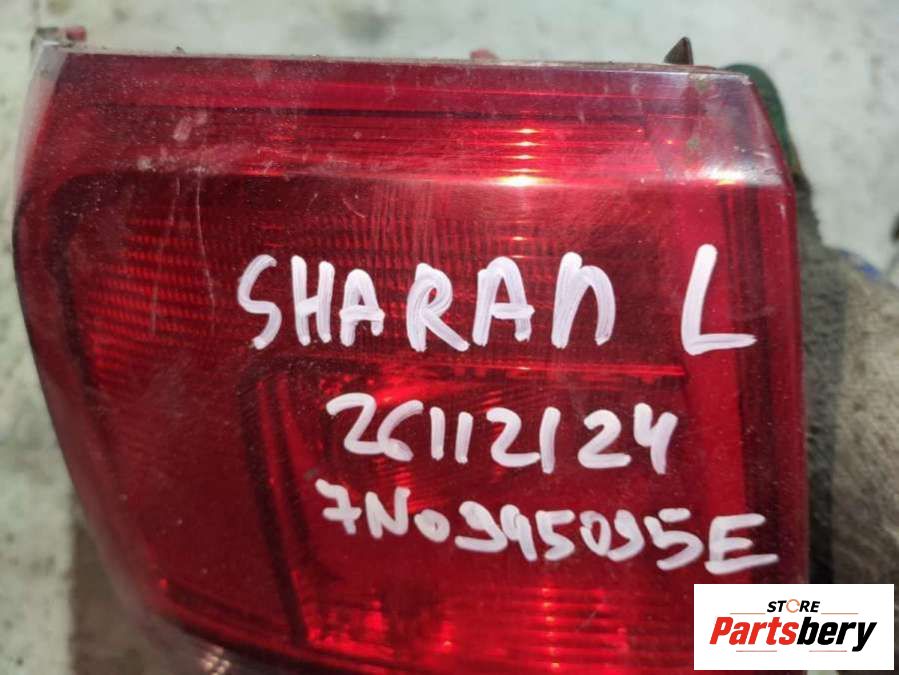 SHARAN L
26112124
7N0945095E
STORE
Partsbery